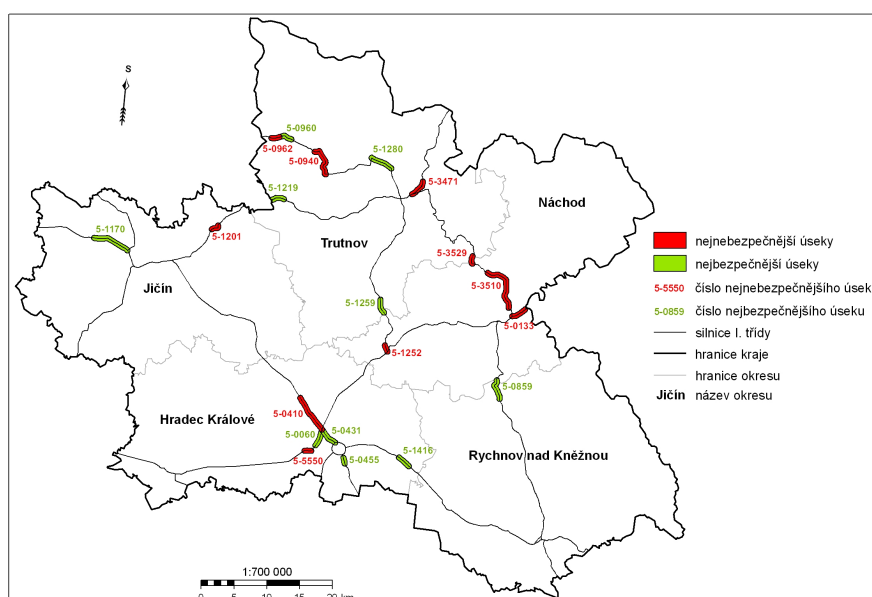 S
5-0960
5-0962
5-0940
5-1280
5-3471
5-1219
Náchod
5-1170
5-1201
Trutnov
5-3529
5-3510
Jičín
5-1259
5-0133
5-1252
5-0859
5-0410
Hradec Králové
5-0060
5-0431
5-5550
5-0455
5-1416
Rychnov nad Kněžnou
nejnebezpečnější úseky
nejbezpečnější úseky
5-5550 číslo nejnebezpečnějšího úseku
5-0859 číslo nejbezpečnějšího úseku
silnice I. třídy
hranice kraje
hranice okresu
Jičín název okresu
1:700 000
0 5 10 15 20 km